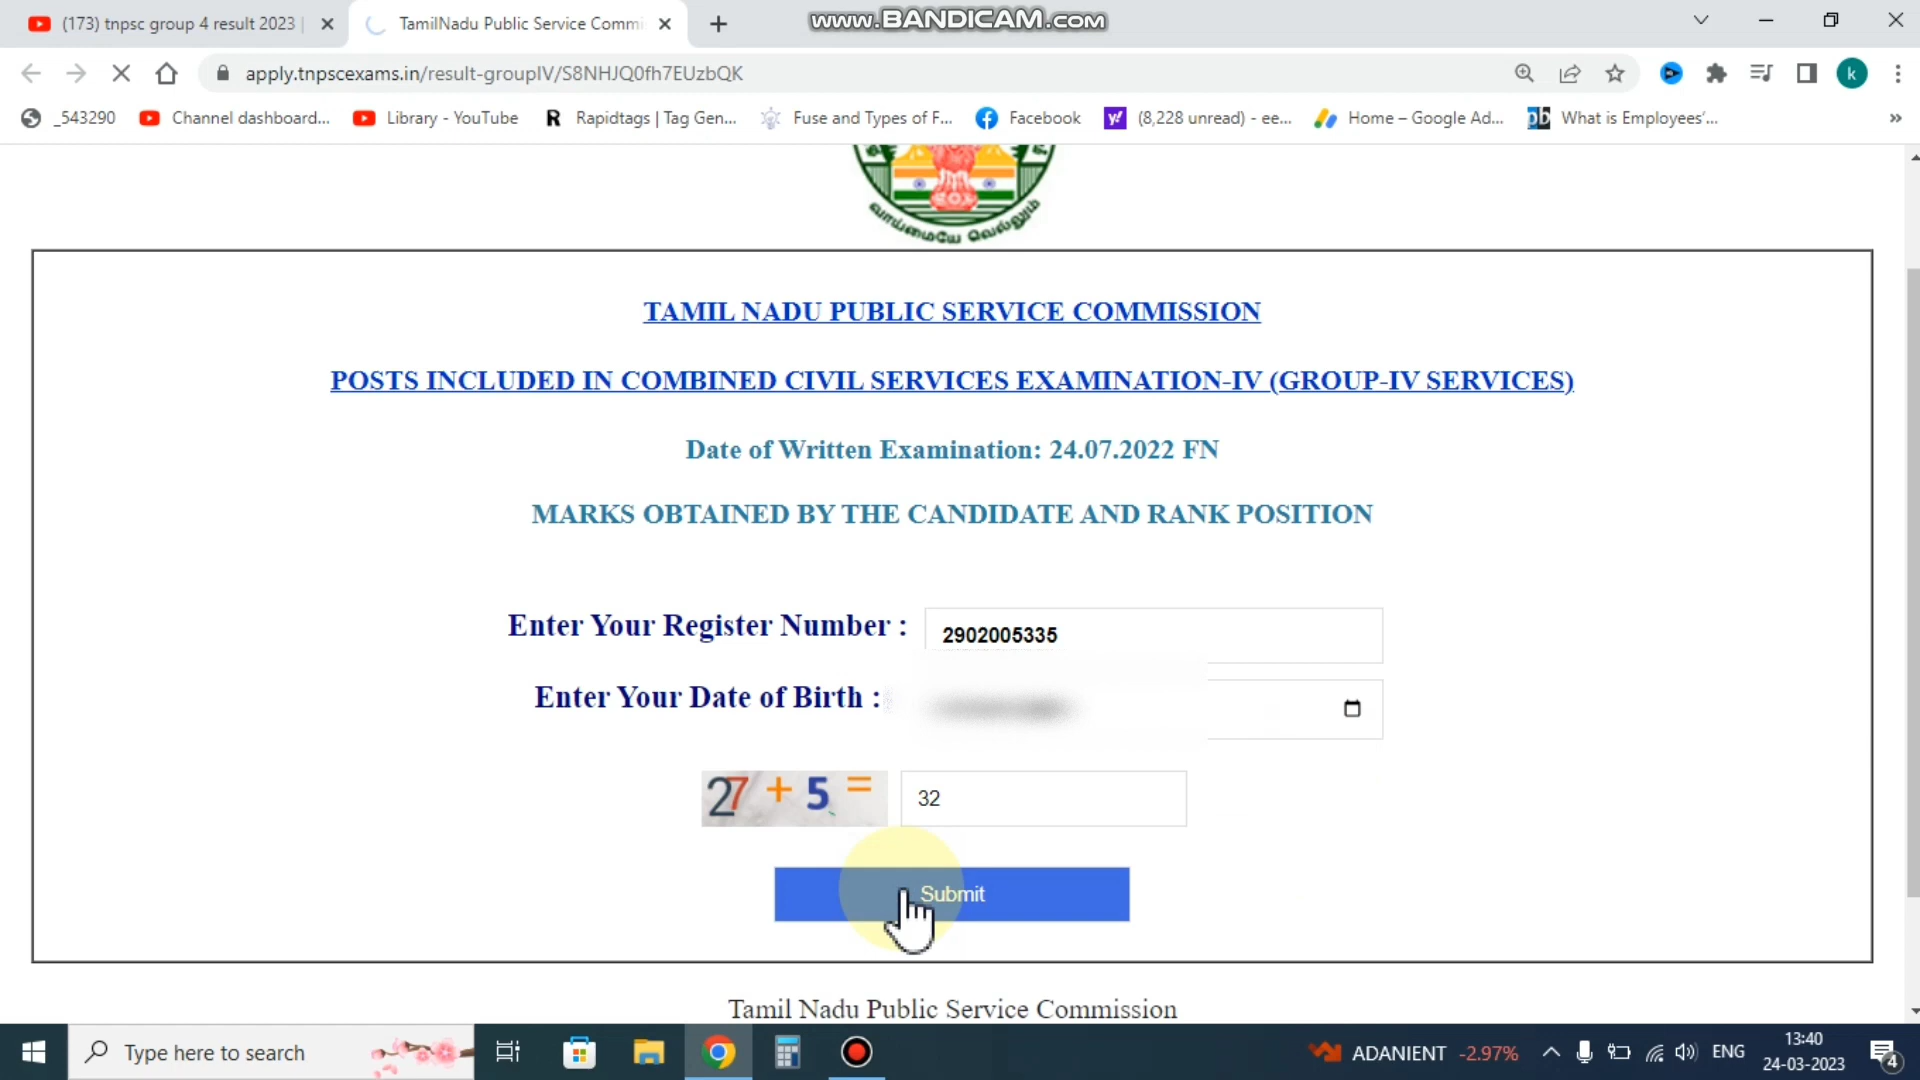 (173) tnpsc group 4 result 2023 |
TamilNadu Public Service Commi
www.BANDICAM.com
apply.tnpscexams.in/result-groupIV/S8NHJQ0fh7EUzbQK
k
_543290
Channel dashboard...
Library - YouTube
R Rapidtags | Tag Gen...
Fuse and Types of F...
Facebook
y! (8,228 unread) - ee...
Home – Google Ad...
pb What is Employees'...
»
வாய்மையே வெல்லும்
TAMIL NADU PUBLIC SERVICE COMMISSION
POSTS INCLUDED IN COMBINED CIVIL SERVICES EXAMINATION-IV (GROUP-IV SERVICES)
Date of Written Examination: 24.07.2022 FN
MARKS OBTAINED BY THE CANDIDATE AND RANK POSITION
Enter Your Register Number : 2902005335
Enter Your Date of Birth :
27 + 5 = 32
Submit
Tamil Nadu Public Service Commission
Type here to search
ADANIENT -2.97%
ENG
13:40
24-03-2023
4